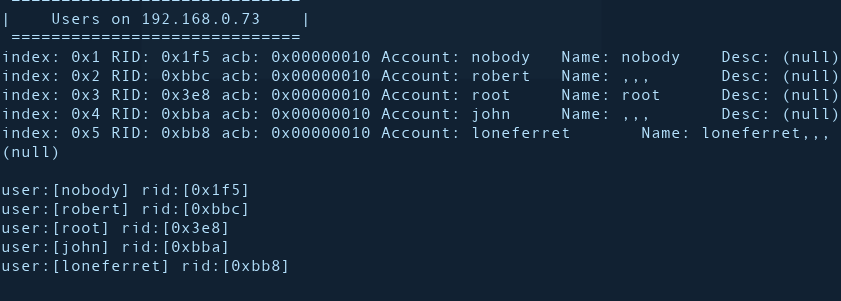 =============================
|    Users on 192.168.0.73    |
=============================
index: 0x1 RID: 0x1f5 acb: 0x00000010 Account: nobody   Name: nobody    Desc: (null)
index: 0x2 RID: 0xbbc acb: 0x00000010 Account: robert   Name: ,,,       Desc: (null)
index: 0x3 RID: 0x3e8 acb: 0x00000010 Account: root     Name: root      Desc: (null)
index: 0x4 RID: 0xbba acb: 0x00000010 Account: john     Name: ,,,       Desc: (null)
index: 0x5 RID: 0xbb8 acb: 0x00000010 Account: loneferret       Name: loneferret,,,
(null)
user:[nobody] rid:[0x1f5]
user:[robert] rid:[0xbbc]
user:[root] rid:[0x3e8]
user:[john] rid:[0xbba]
user:[loneferret] rid:[0xbb8]